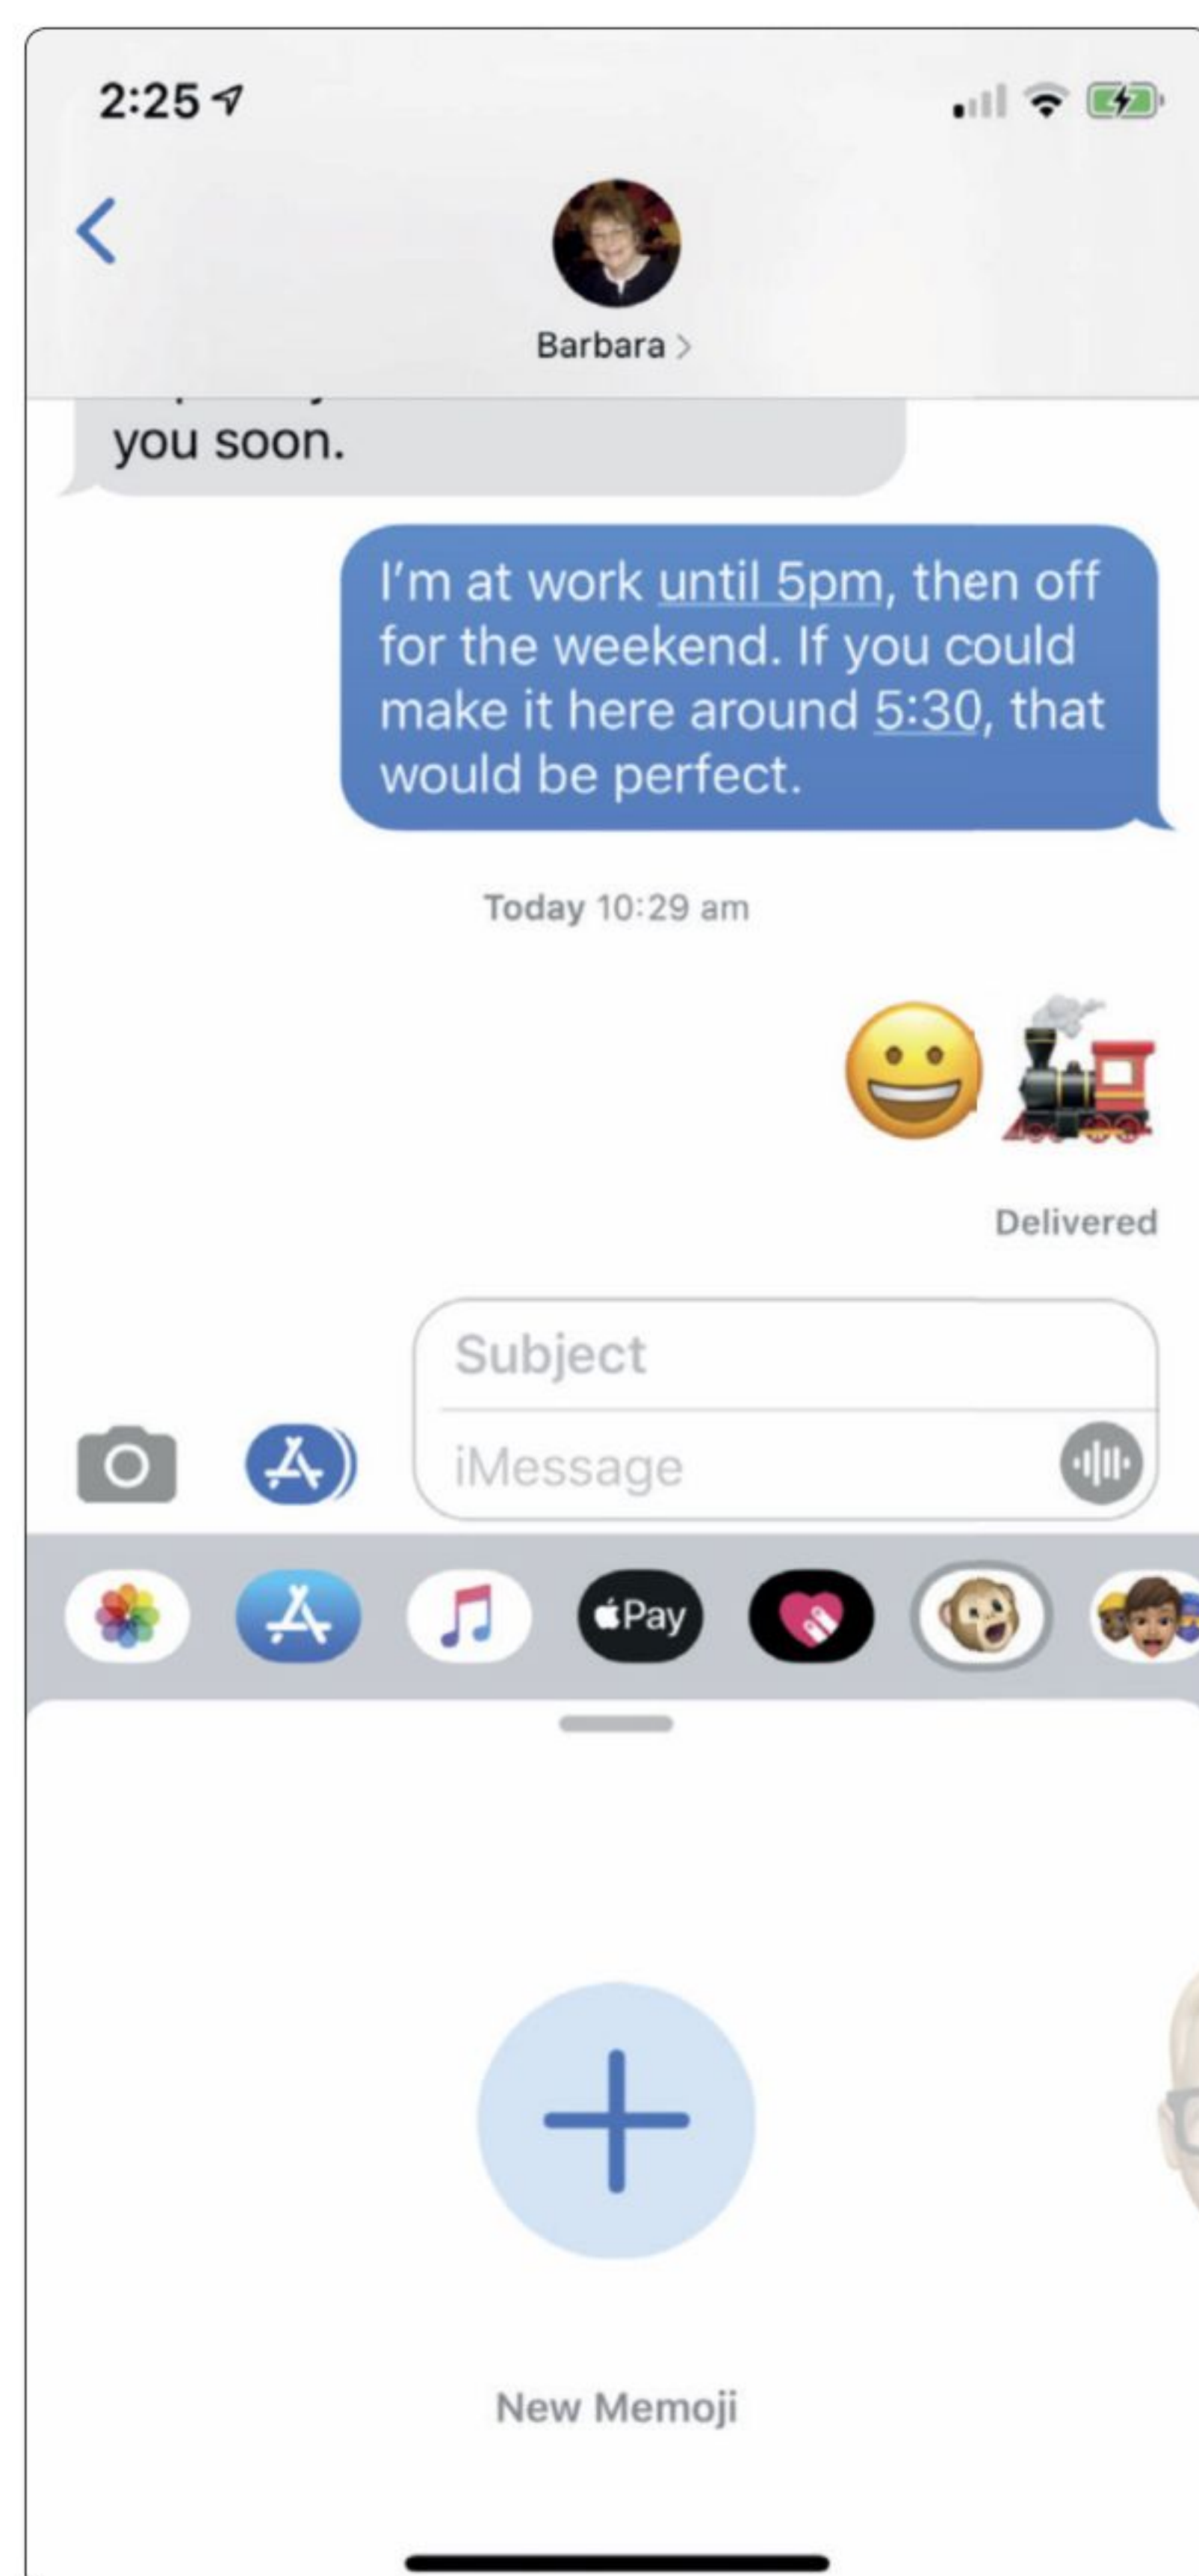 2:25
Barbara
you soon.
I'm at work until 5pm, then off
for the weekend. If you could
make it here around 5:30, that
would be perfect.
Today 10:29 am
Delivered
Subject
iMessage
Pay
New Memoji